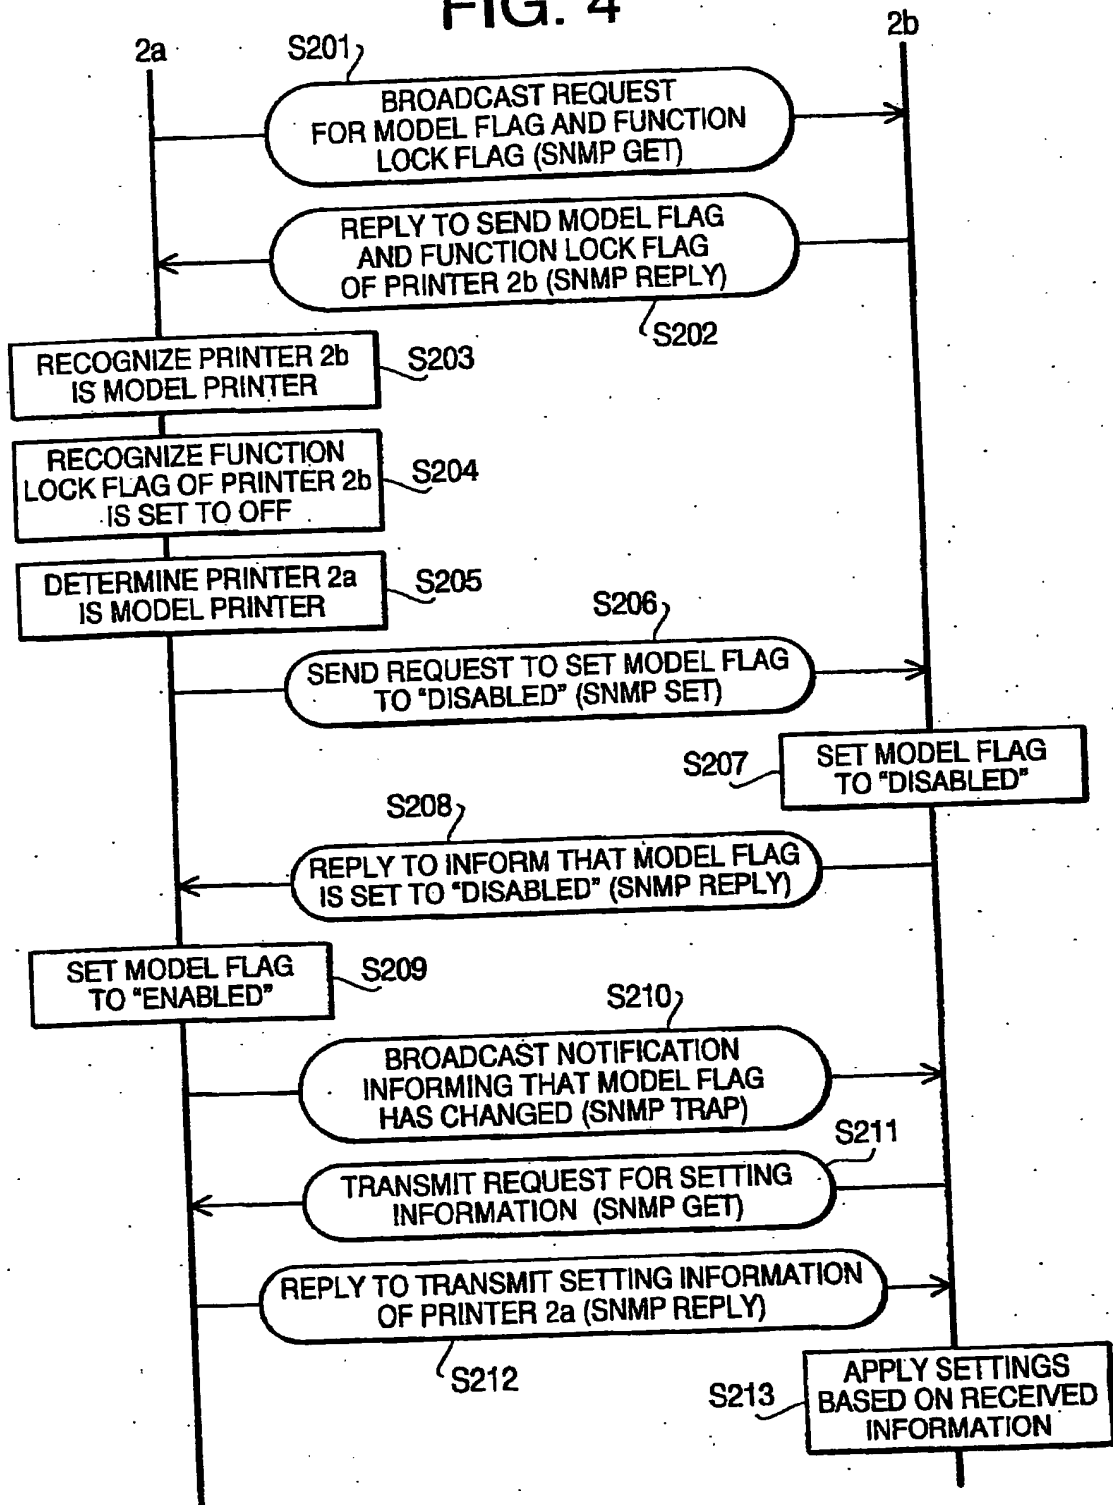 FIG. 4
2a
2b
S201
BROADCAST REQUEST
FOR MODEL FLAG AND FUNCTION
LOCK FLAG (SNMP GET)
REPLY TO SEND MODEL FLAG
AND FUNCTION LOCK FLAG
OF PRINTER 2b (SNMP REPLY)
S202
RECOGNIZE PRINTER 2b
IS MODEL PRINTER
S203
RECOGNIZE FUNCTION
LOCK FLAG OF PRINTER 2b
IS SET TO OFF
S204
DETERMINE PRINTER 2a
IS MODEL PRINTER
S205
S206
SEND REQUEST TO SET MODEL FLAG
TO "DISABLED" (SNMP SET)
S207
SET MODEL FLAG
TO "DISABLED"
S208
REPLY TO INFORM THAT MODEL FLAG
IS SET TO "DISABLED" (SNMP REPLY)
SET MODEL FLAG
TO "ENABLED"
S209
S210
BROADCAST NOTIFICATION
INFORMING THAT MODEL FLAG
HAS CHANGED (SNMP TRAP)
S211
TRANSMIT REQUEST FOR SETTING
INFORMATION (SNMP GET)
REPLY TO TRANSMIT SETTING INFORMATION
OF PRINTER 2a (SNMP REPLY)
S212
S213
APPLY SETTINGS
BASED ON RECEIVED
INFORMATION